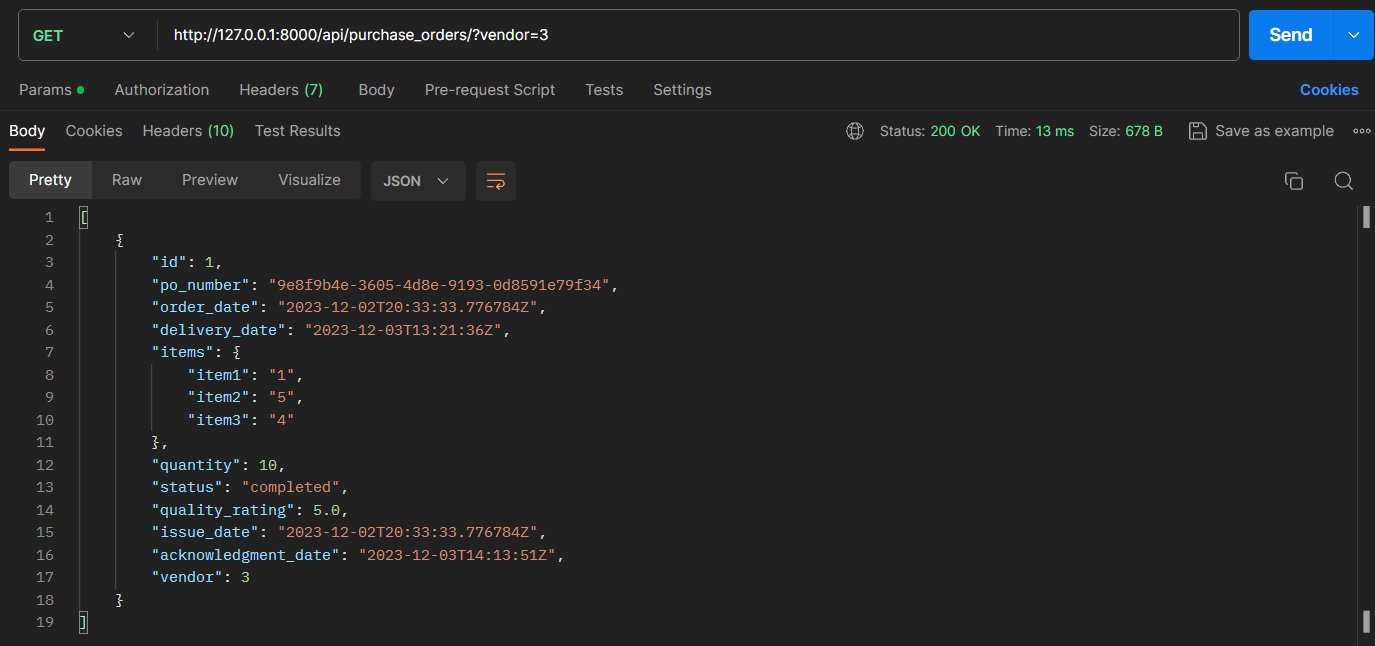 GET http://127.0.0.1:8000/api/purchase_orders/?vendor=3 Send
Params Authorization Headers (7) Body Pre-request Script Tests Settings Cookies
Body Cookies Headers (10) Test Results Status: 200 OK Time: 13 ms Size: 678 B Save as example
Pretty Raw Preview Visualize JSON
1 [
2 {
3 "id": 1,
4 "po_number": "9e8f9b4e-3605-4d8e-9193-0d8591e79f34",
5 "order_date": "2023-12-02T20:33:33.776784Z",
6 "delivery_date": "2023-12-03T13:21:36Z",
7 "items": {
8 "item1": "1",
9 "item2": "5",
10 "item3": "4"
11 },
12 "quantity": 10,
13 "status": "completed",
14 "quality_rating": 5.0,
15 "issue_date": "2023-12-02T20:33:33.776784Z",
16 "acknowledgment_date": "2023-12-03T14:13:51Z",
17 "vendor": 3
18 }
19 ]